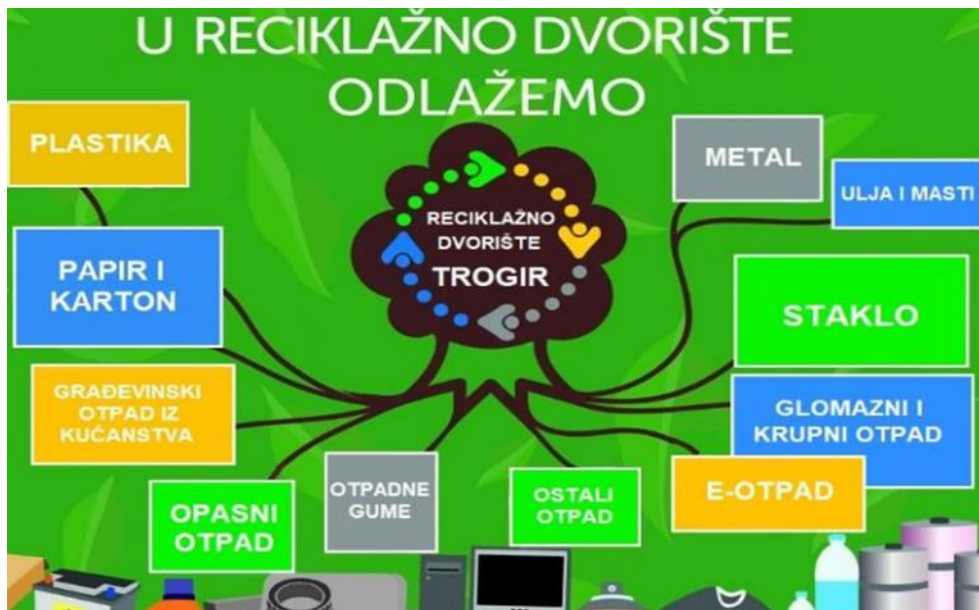 U RECIKLAŽNO DVORIŠTE
ODLAŽEMO
PLASTIKA
METAL
ULJA I MASTI
RECIKLAŽNO
DVORIŠTE
TROGIR
PAPIR I
KARTON
STAKLO
GRAĐEVINSKI
OTPAD IZ
KUĆANSTVA
GLOMAZNI I
KRUPNI OTPAD
OPASNI
OTPAD
OTPADNE
GUME
OSTALI
OTPAD
E-OTPAD